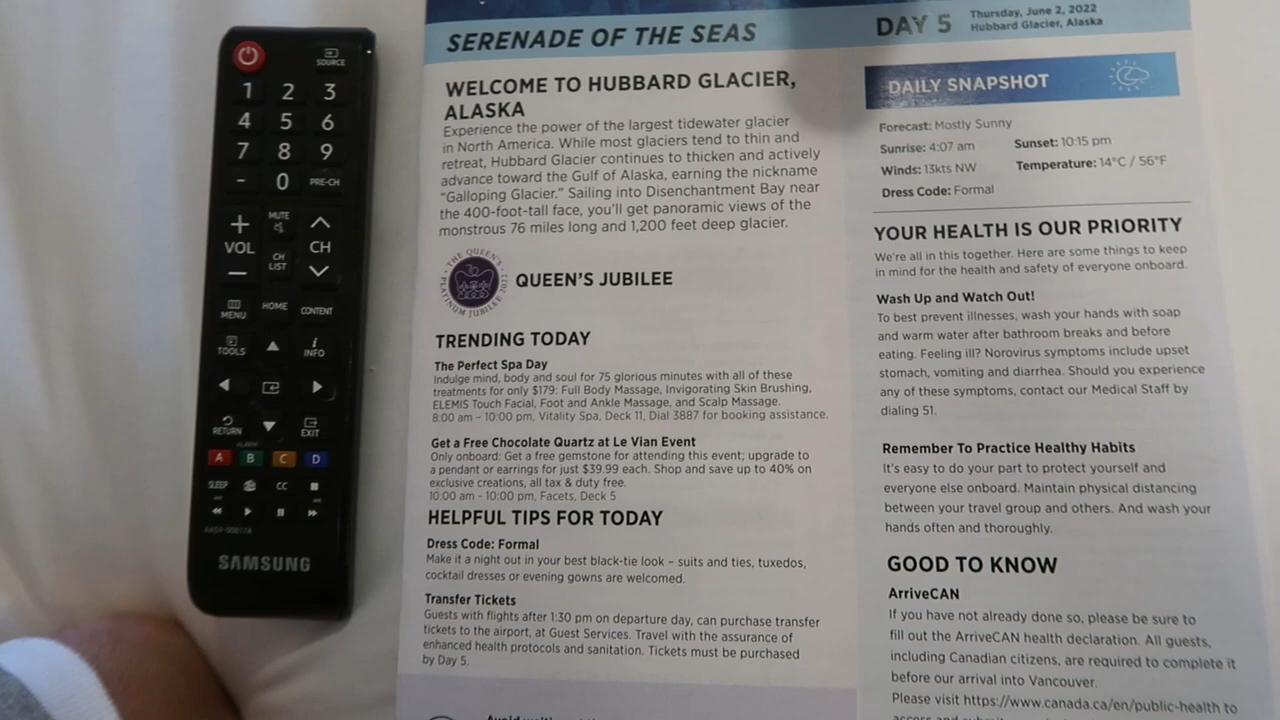 SOURCE
1 2 3
4 5 6
7 8 9
- 0 PRE-CH
+ MUTE
VOL CH
CH LIST
MENU HOME CONTENT
TOOLS i INFO
RETURN EXIT
A B C D
SLEEP CC
SAMSUNG
SERENADE OF THE SEAS
DAY 5
Thursday, June 2, 2022
Hubbard Glacier, Alaska
WELCOME TO HUBBARD GLACIER,
ALASKA
Experience the power of the largest tidewater glacier
in North America. While most glaciers tend to thin and
retreat, Hubbard Glacier continues to thicken and actively
advance toward the Gulf of Alaska, earning the nickname
“Galloping Glacier.” Sailing into Disenchantment Bay near
the 400-foot-tall face, you’ll get panoramic views of the
monstrous 76 miles long and 1,200 feet deep glacier.
THE QUEEN'S PLATINUM JUBILEE 2022
QUEEN’S JUBILEE
TRENDING TODAY
The Perfect Spa Day
Indulge mind, body and soul for 75 glorious minutes with all of these
treatments for only $179: Full Body Massage, Invigorating Skin Brushing,
ELEMIS Touch Facial, Foot and Ankle Massage, and Scalp Massage.
8:00 am – 10:00 pm, Vitality Spa, Deck 11, Dial 3887 for booking assistance.
Get a Free Chocolate Quartz at Le Vian Event
Only onboard: Get a free gemstone for attending this event; upgrade to
a pendant or earrings for just $39.99 each. Shop and save up to 40% on
exclusive creations, all tax & duty free.
10:00 am - 10:00 pm, Facets, Deck 5
HELPFUL TIPS FOR TODAY
Dress Code: Formal
Make it a night out in your best black-tie look – suits and ties, tuxedos,
cocktail dresses or evening gowns are welcomed.
Transfer Tickets
Guests with flights after 1:30 pm on departure day, can purchase transfer
tickets to the airport, at Guest Services. Travel with the assurance of
enhanced health protocols and sanitation. Tickets must be purchased
by Day 5.
DAILY SNAPSHOT
Forecast: Mostly Sunny
Sunrise: 4:07 am Sunset: 10:15 pm
Winds: 13kts NW Temperature: 14°C / 56°F
Dress Code: Formal
YOUR HEALTH IS OUR PRIORITY
We’re all in this together. Here are some things to keep
in mind for the health and safety of everyone onboard.
Wash Up and Watch Out!
To best prevent illnesses, wash your hands with soap
and warm water after bathroom breaks and before
eating. Feeling ill? Norovirus symptoms include upset
stomach, vomiting and diarrhea. Should you experience
any of these symptoms, contact our Medical Staff by
dialing 51.
Remember To Practice Healthy Habits
It’s easy to do your part to protect yourself and
everyone else onboard. Maintain physical distancing
between your travel group and others. And wash your
hands often and thoroughly.
GOOD TO KNOW
ArriveCAN
If you have not already done so, please be sure to
fill out the ArriveCAN health declaration. All guests,
including Canadian citizens, are required to complete it
before our arrival into Vancouver.
Please visit https://www.canada.ca/en/public-health to